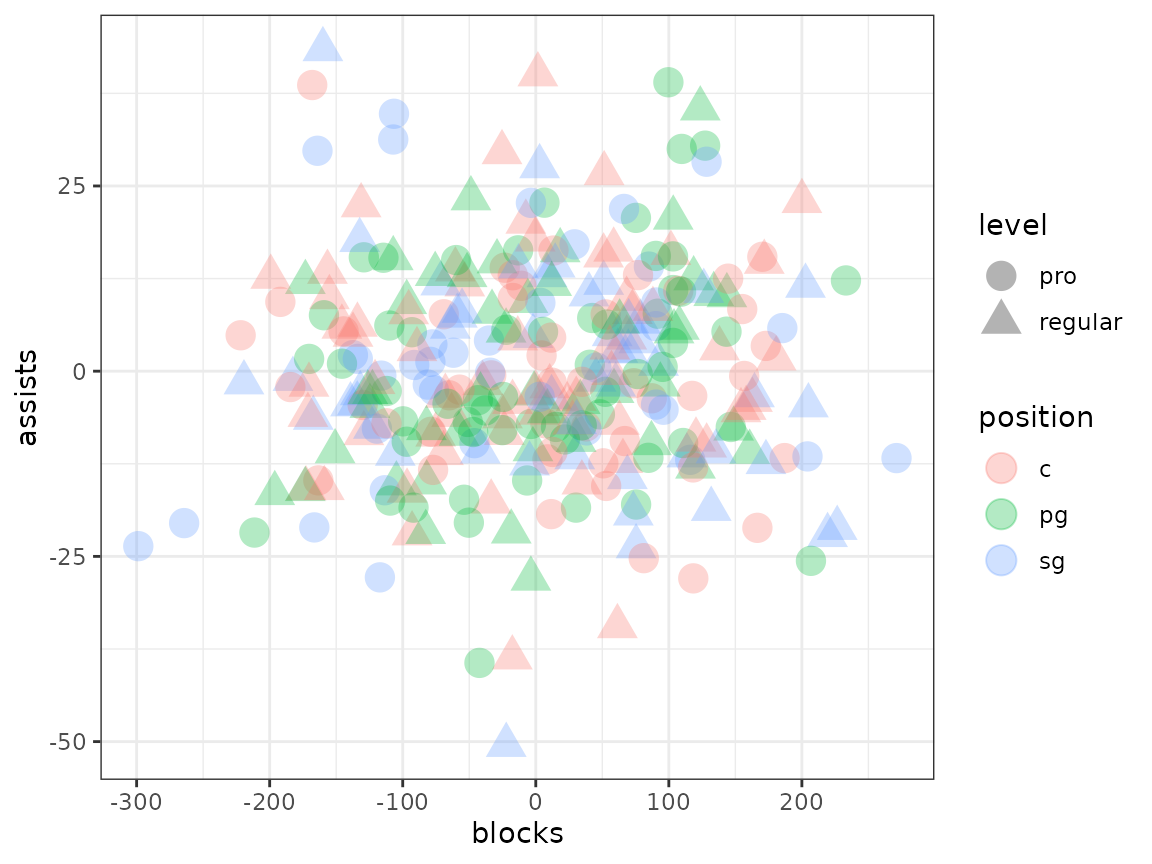 25
0
-25
-50
-300
-200
-100
0
100
200
blocks
assists
level
pro
regular
position
c
pg
sg